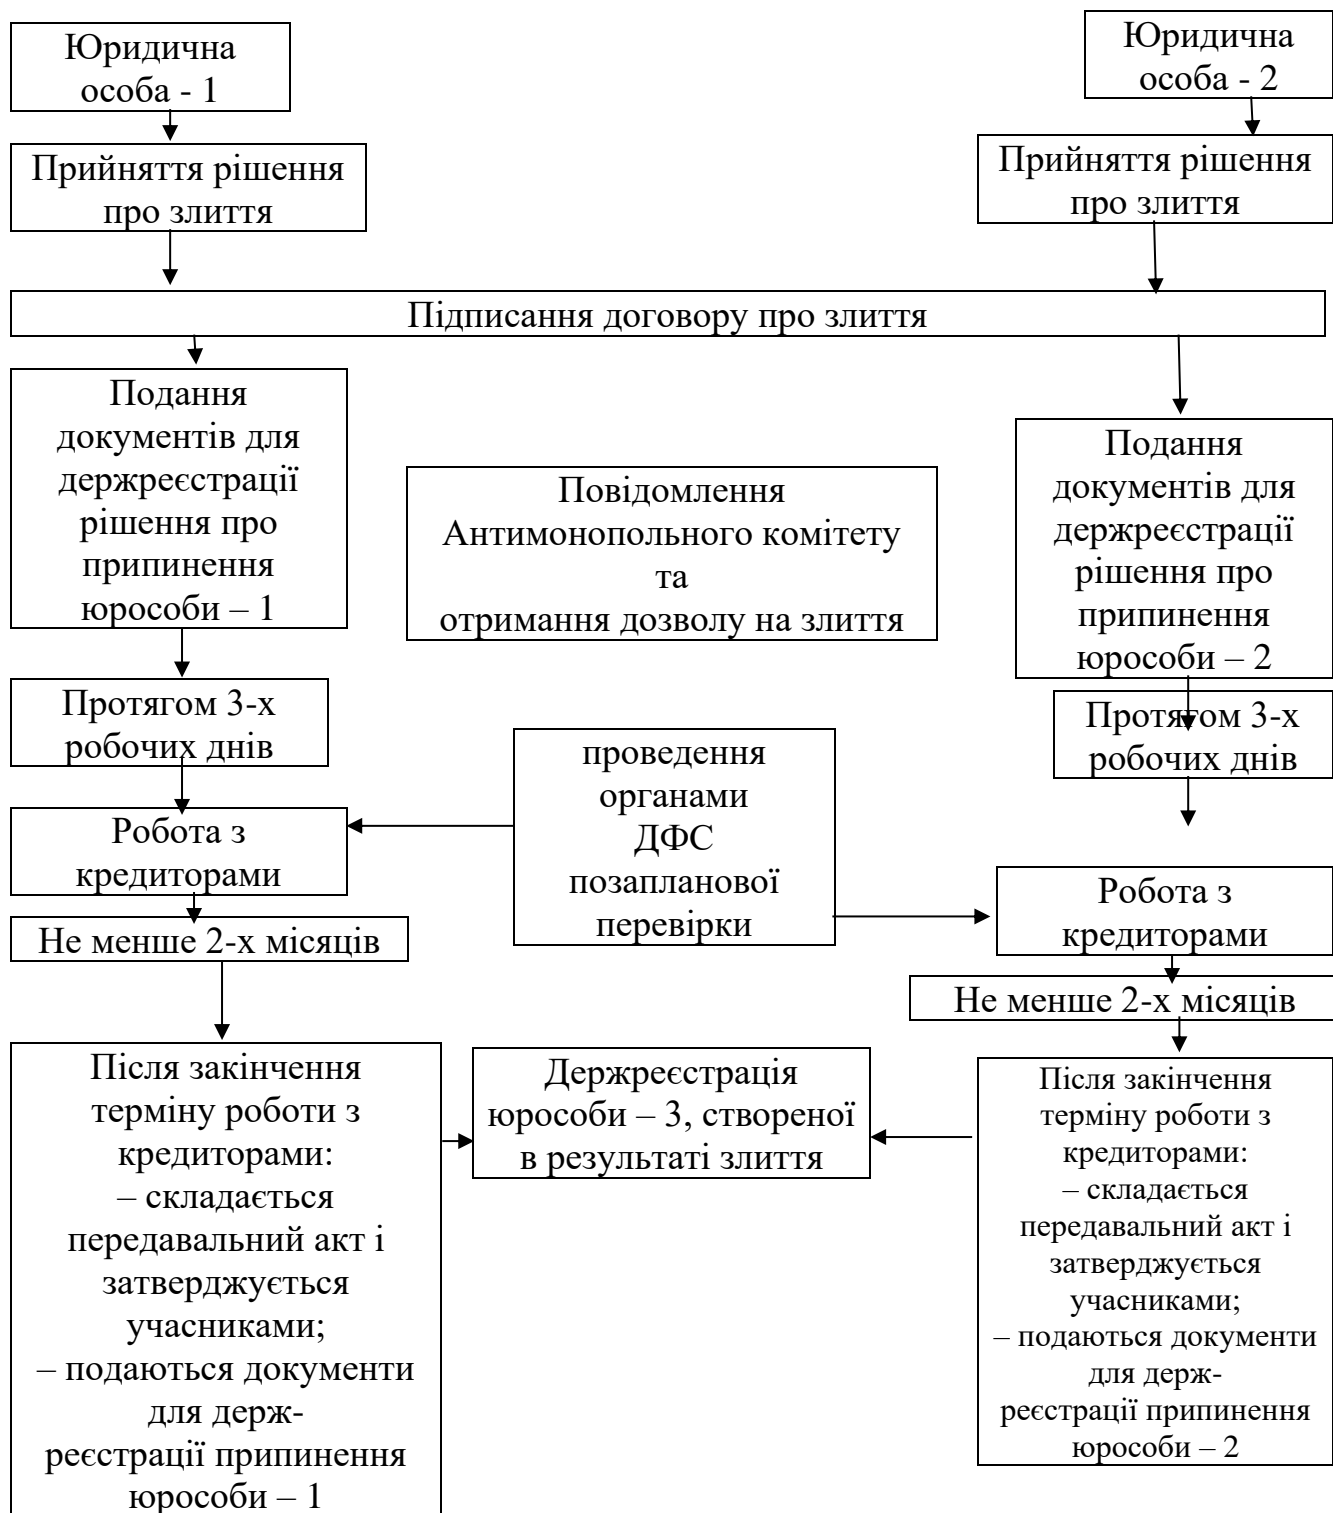 Юридична
особа - 1
Юридична
особа - 2
Прийняття рішення
про злиття
Прийняття рішення
про злиття
Підписання договору про злиття
Подання
документів для
держреєстрації
рішення про
припинення
юрособи – 1
Повідомлення
Антимонопольного комітету
та
отримання дозволу на злиття
Подання
документів для
держреєстрації
рішення про
припинення
юрособи – 2
Протягом 3-х
робочих днів
Протягом 3-х
робочих днів
проведення
органами
ДФС
позапланової
перевірки
Робота з
кредиторами
Робота з
кредиторами
Не менше 2-х місяців
Не менше 2-х місяців
Після закінчення
терміну роботи з
кредиторами:
– складається
передавальний акт і
затверджується
учасниками;
– подаються документи
для держ-
реєстрації припинення
юрособи – 1
Держреєстрація
юрособи – 3, створеної
в результаті злиття
Після закінчення
терміну роботи з
кредиторами:
– складається
передавальний акт і
затверджується
учасниками;
– подаються документи
для держ-
реєстрації припинення
юрособи – 2